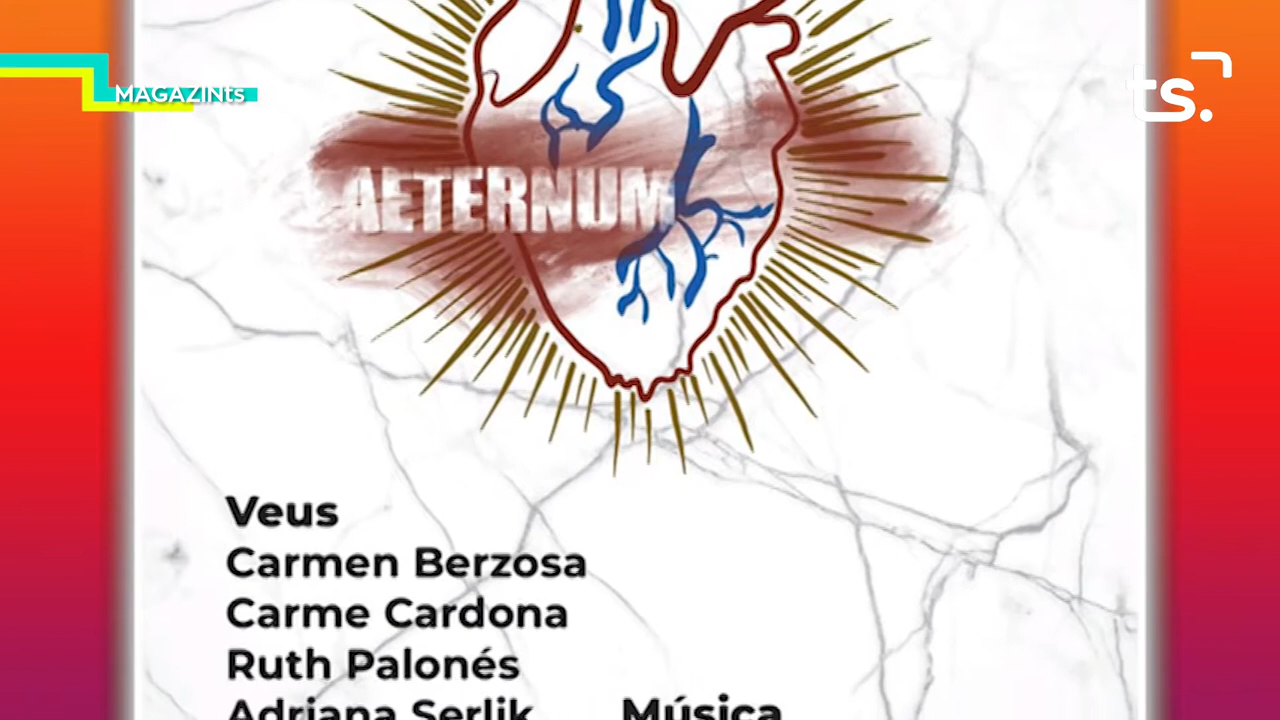 MAGAZINts
ts.
AETERNUM
Veus
Carmen Berzosa
Carme Cardona
Ruth Palonés
Adriana Serlik
Música